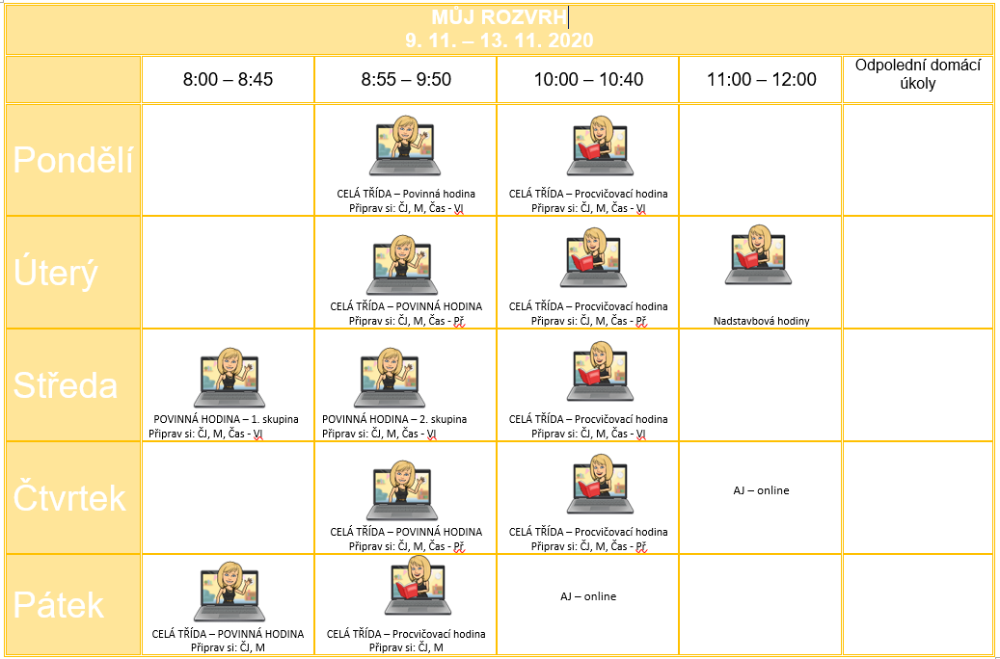 MŮJ ROZVRH
9. 11. – 13. 11. 2020
8:00 – 8:45
8:55 – 9:50
10:00 – 10:40
11:00 – 12:00
Odpolední domácí
úkoly
Pondělí
CELÁ TŘÍDA – Povinná hodina
Připrav si: ČJ, M, Čas - Vl
CELÁ TŘÍDA – Procvičovací hodina
Připrav si: ČJ, M, Čas - Vl
Úterý
CELÁ TŘÍDA – POVINNÁ HODINA
Připrav si: ČJ, M, Čas - Př
CELÁ TŘÍDA – Procvičovací hodina
Připrav si: ČJ, M, Čas - Př
Nadstavbová hodiny
Středa
POVINNÁ HODINA – 1. skupina
Připrav si: ČJ, M, Čas - Vl
POVINNÁ HODINA – 2. skupina
Připrav si: ČJ, M, Čas - Vl
CELÁ TŘÍDA – Procvičovací hodina
Připrav si: ČJ, M, Čas - Vl
Čtvrtek
CELÁ TŘÍDA – POVINNÁ HODINA
Připrav si: ČJ, M, Čas - Př
CELÁ TŘÍDA – Procvičovací hodina
Připrav si: ČJ, M, Čas - Př
AJ – online
Pátek
CELÁ TŘÍDA – POVINNÁ HODINA
Připrav si: ČJ, M
CELÁ TŘÍDA – Procvičovací hodina
Připrav si: ČJ, M
AJ – online